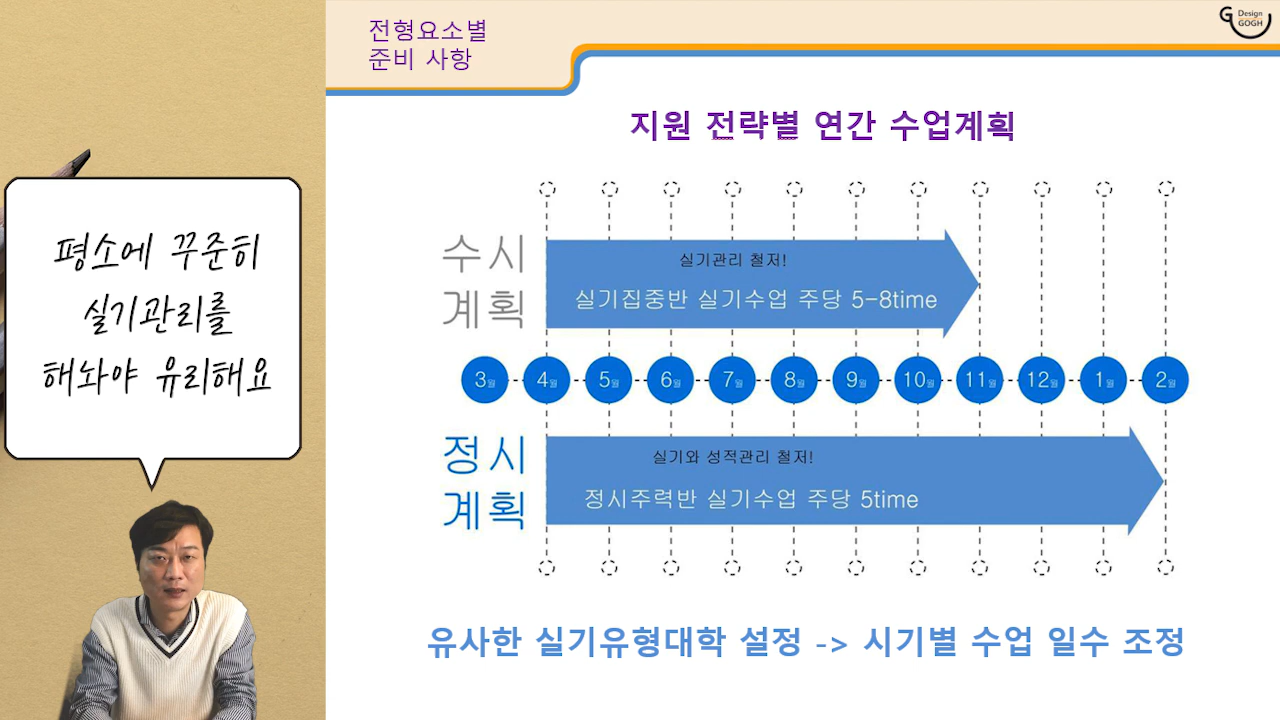 전형요소별
준비 사항
Design
GOGH
지원 전략별 연간 수업계획
평소에 꾸준히
실기관리를
해놔야 유리해요
수시
계획
실기관리 철저!
실기집중반 실기수업 주당 5-8time
3월 4월 5월 6월 7월 8월 9월 10월 11월 12월 1월 2월
정시
계획
실기와 성적관리 철저!
정시주력반 실기수업 주당 5time
유사한 실기유형대학 설정 -> 시기별 수업 일수 조정